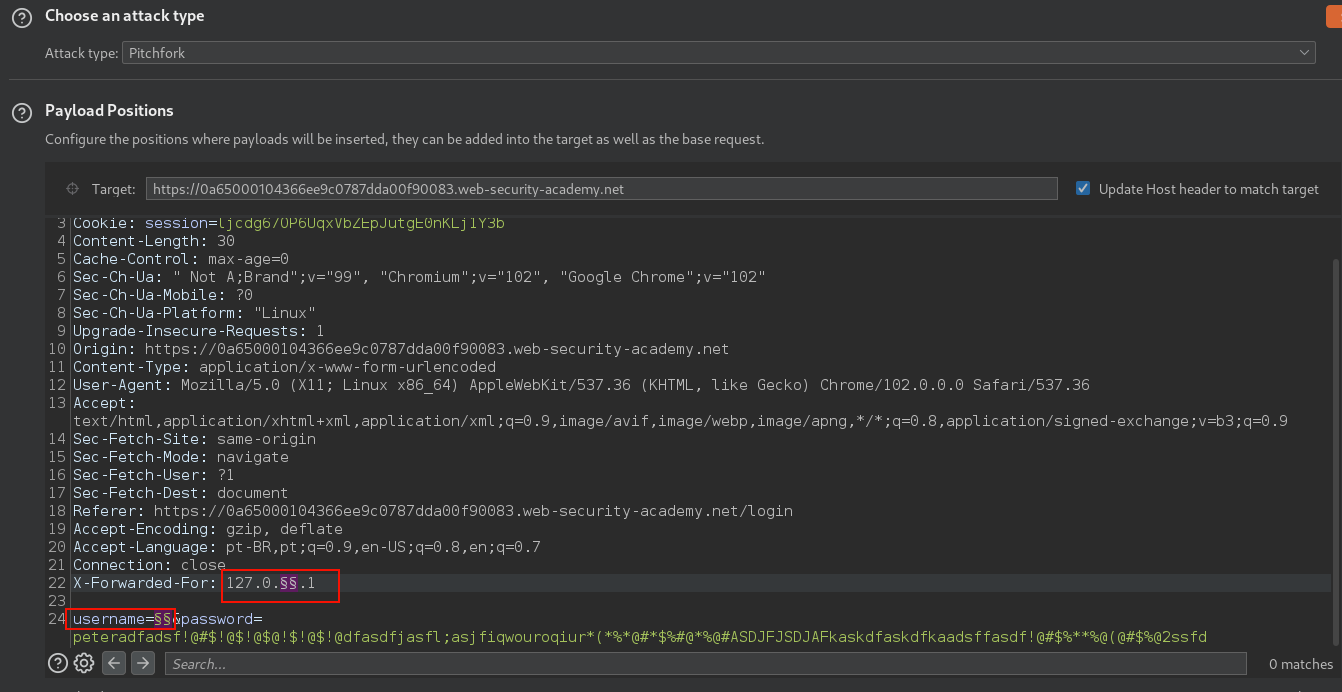 Choose an attack type
Attack type: Pitchfork
Payload Positions
Configure the positions where payloads will be inserted, they can be added into the target as well as the base request.
Target: https://0a65000104366ee9c0787dda00f90083.web-security-academy.net Update Host header to match target
3 Cookie: session=
4 Content-Length: 30
5 Cache-Control: max-age=0
6 Sec-Ch-Ua: " Not A;Brand";v="99", "Chromium";v="102", "Google Chrome";v="102"
7 Sec-Ch-Ua-Mobile: ?0
8 Sec-Ch-Ua-Platform: "Linux"
9 Upgrade-Insecure-Requests: 1
10 Origin: https://0a65000104366ee9c0787dda00f90083.web-security-academy.net
11 Content-Type: application/x-www-form-urlencoded
12 User-Agent: Mozilla/5.0 (X11; Linux x86_64) AppleWebKit/537.36 (KHTML, like Gecko) Chrome/102.0.0.0 Safari/537.36
13 Accept:
text/html,application/xhtml+xml,application/xml;q=0.9,image/avif,image/webp,image/apng,*/*;q=0.8,application/signed-exchange;v=b3;q=0.9
14 Sec-Fetch-Site: same-origin
15 Sec-Fetch-Mode: navigate
16 Sec-Fetch-User: ?1
17 Sec-Fetch-Dest: document
18 Referer: https://0a65000104366ee9c0787dda00f90083.web-security-academy.net/login
19 Accept-Encoding: gzip, deflate
20 Accept-Language: pt-BR,pt;q=0.9,en-US;q=0.8,en;q=0.7
21 Connection: close
22 X-Forwarded-For: 127.0.§§.1
23
24 username=§§&password=
peteradfadsf!@#$!@$!@$@!$!@$!@dfasdfjasfl;asjfiqwouroqiur*(*%*@#*$%#@*%@#ASDJFJSDJAFkaskdfaskdfkaadsffasdf!@#$%**%@(@#$%@2ssfd
Search...
0 matches